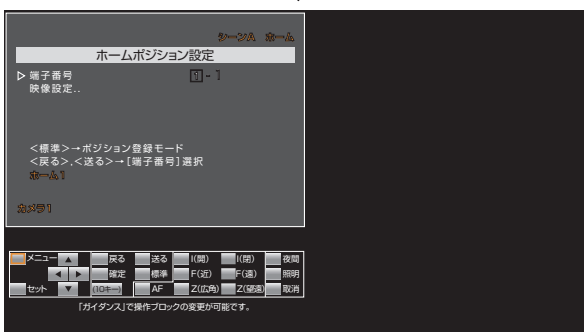 シーンA ホーム
ホームポジション設定
端子番号 1 - 1
映像設定..
<標準>→ポジション登録モード
<戻る>.<送る>→[端子番号]選択
ホーム1
カメラ1
メニュー ▲ 戻る 送る I(開) I(閉) 夜間
◀ ▶ 確定 標準 F(近) F(遠) 照明
セット ▼ (10キー) AF Z(広角) Z(望遠) 取消
「ガイダンス」で操作ブロックの変更が可能です。